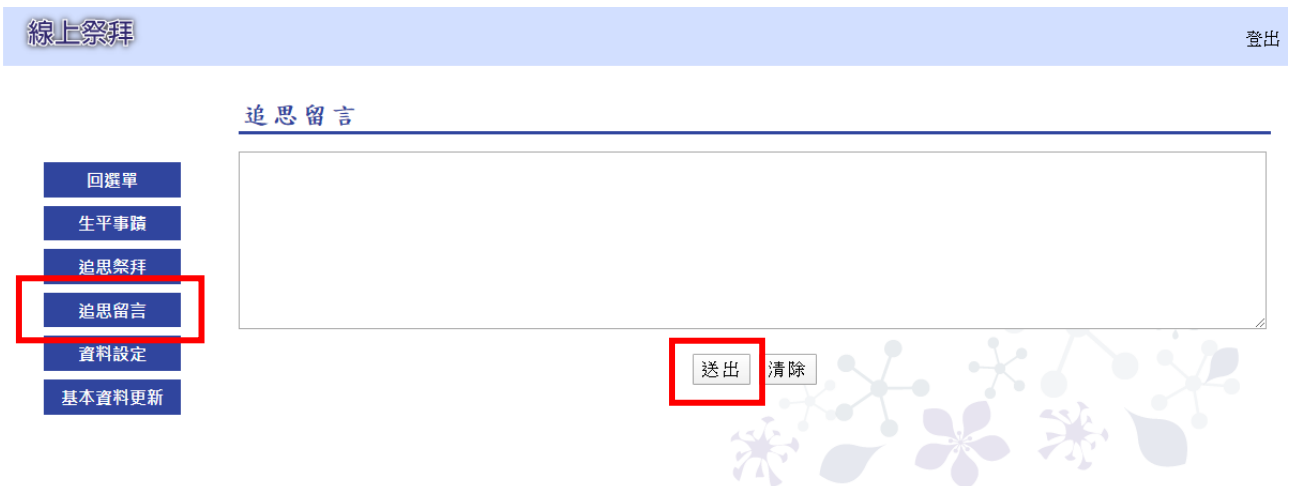 線上祭拜
登出
追思留言
回選單
生平事蹟
追思祭拜
追思留言
資料設定
基本資料更新
送出 清除